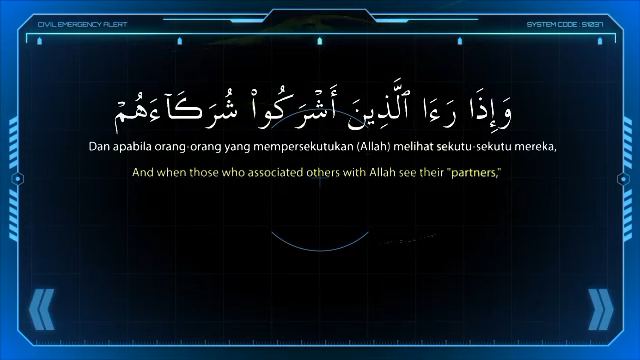 CIVIL EMERGENCY ALERT
SYSTEM CODE : S1037
وَإِذَا رَءَا ٱلَّذِينَ أَشْرَكُوا۟ شُرَكَآءَهُمْ
Dan apabila orang-orang yang mempersekutukan (Allah) melihat sekutu-sekutu mereka,
And when those who associated others with Allah see their "partners,"